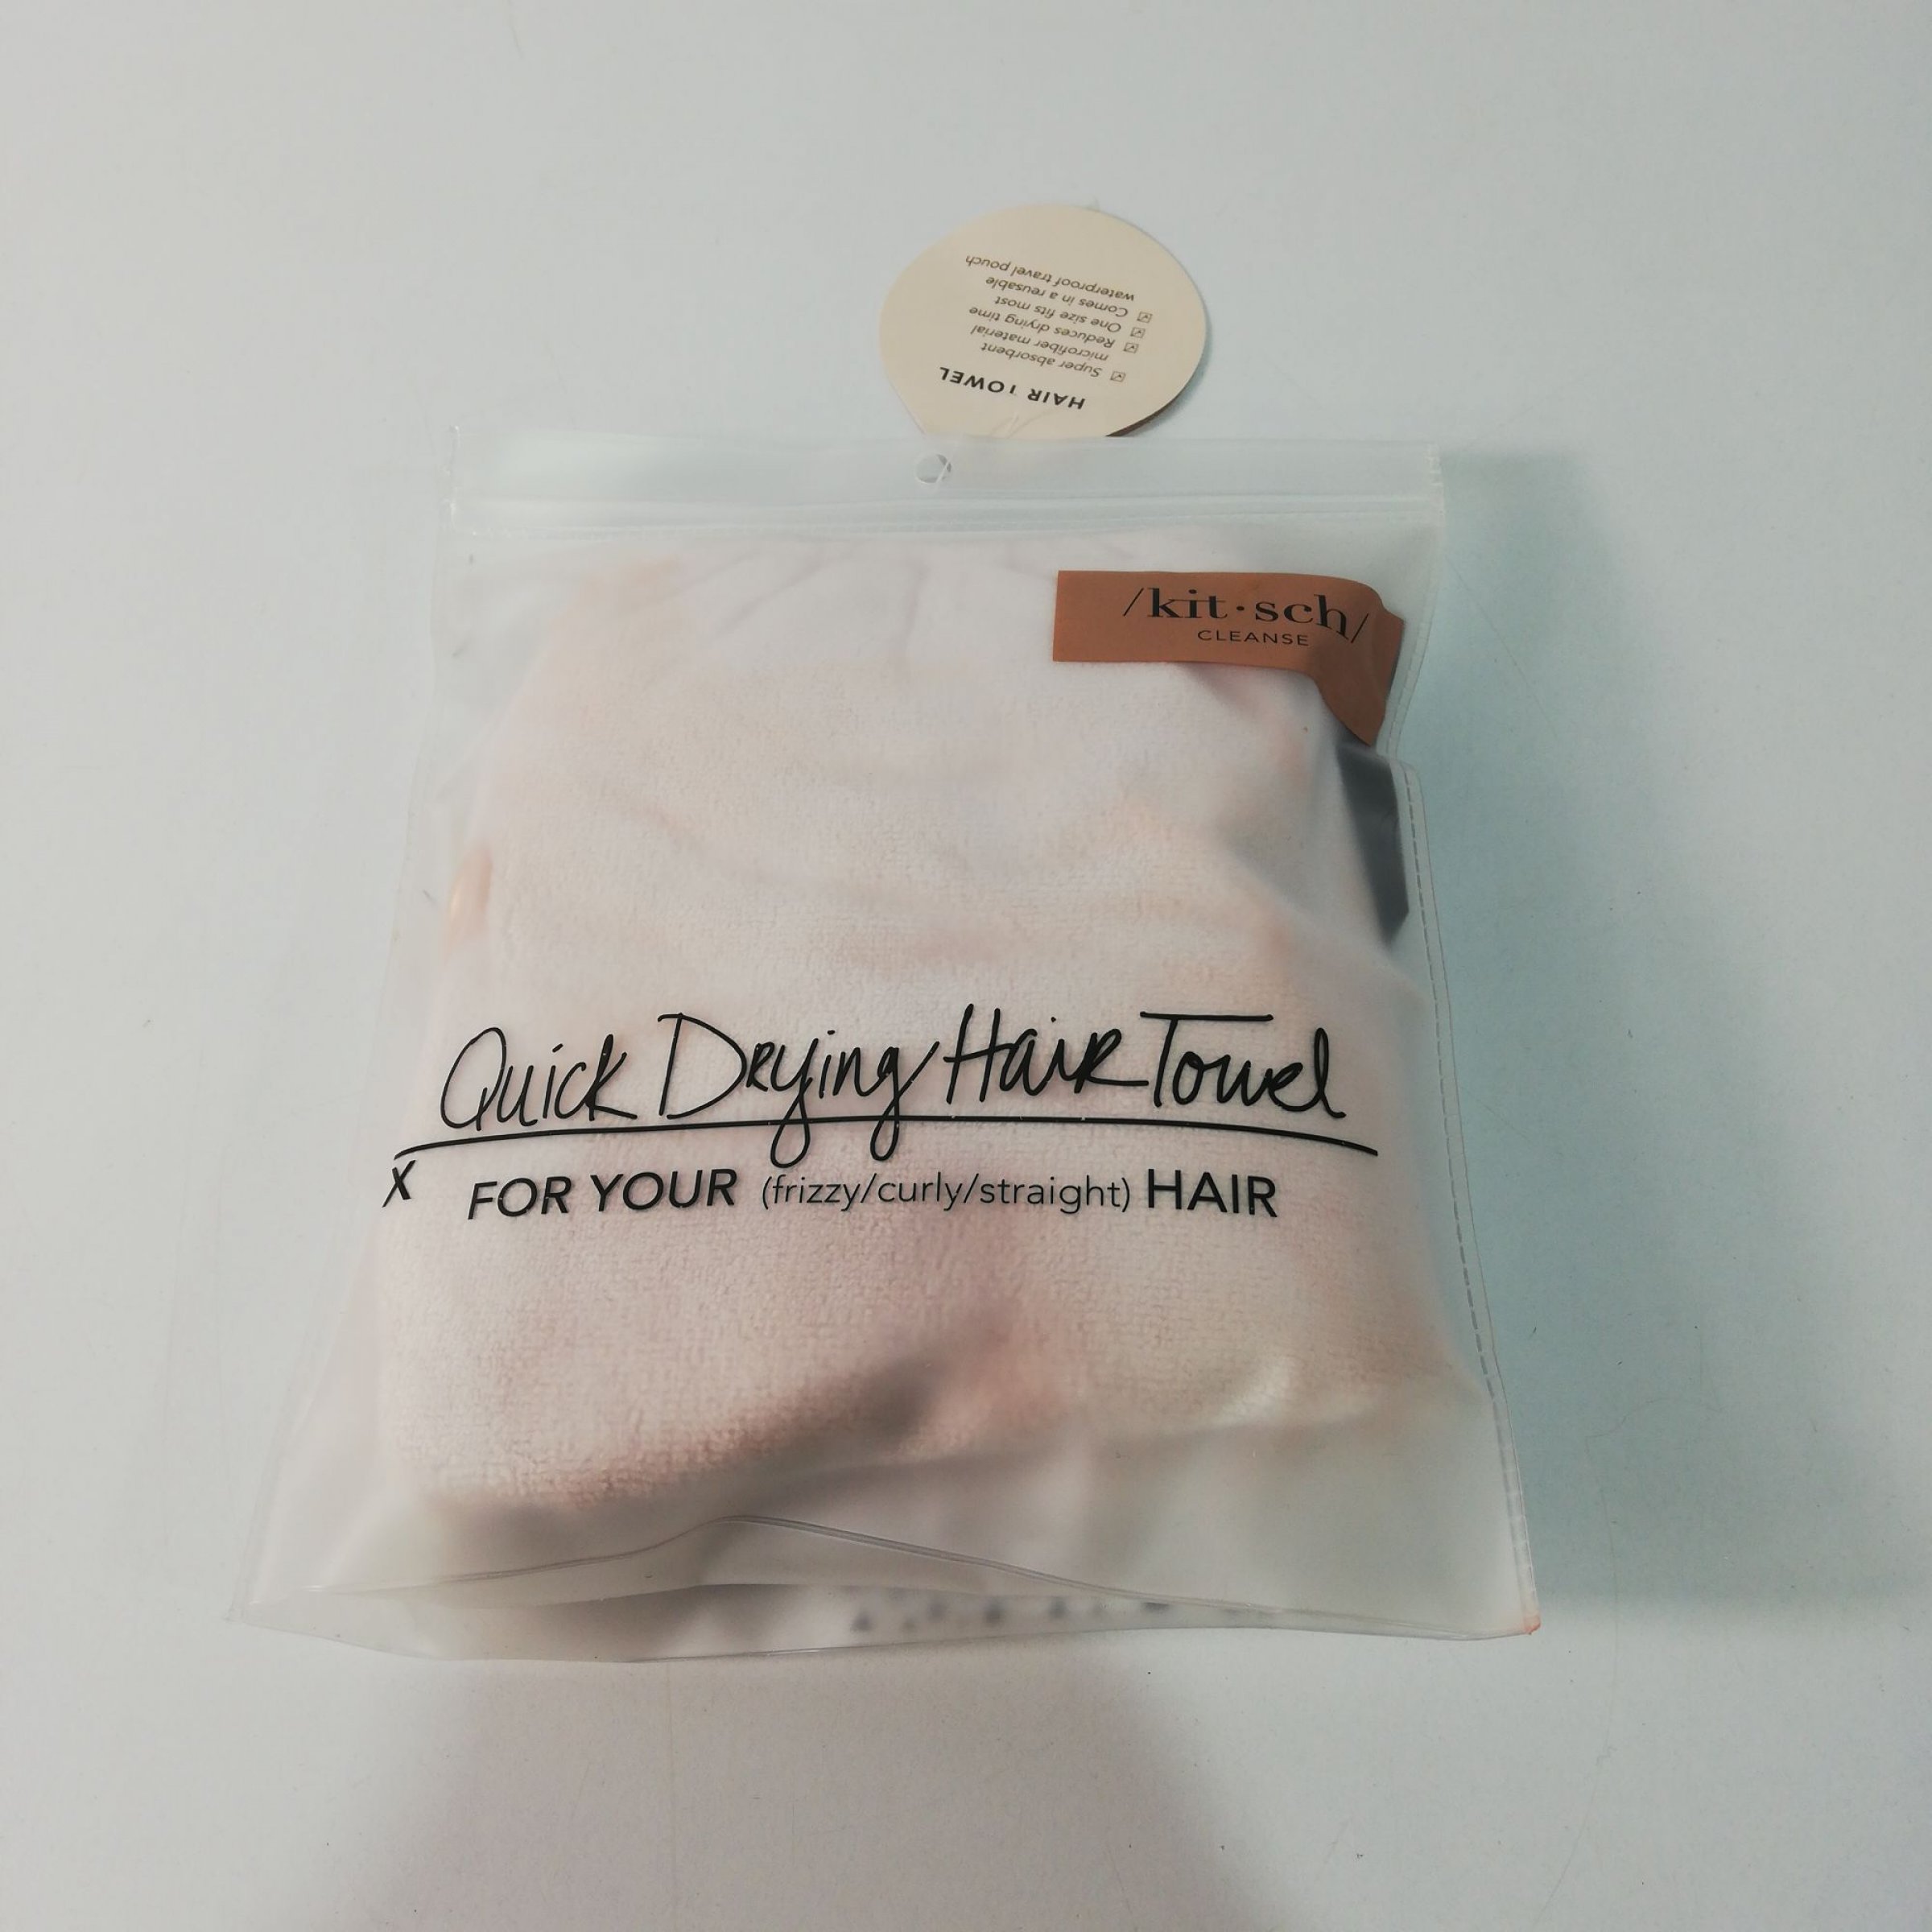 HAIR TOWEL
☑ Super absorbent
microfiber material
☑ Reduces drying time
☑ One size fits most
☑ Comes in a reusable
waterproof travel pouch
/kit·sch/
CLEANSE
Quick Drying Hair Towel
X FOR YOUR (frizzy/curly/straight) HAIR